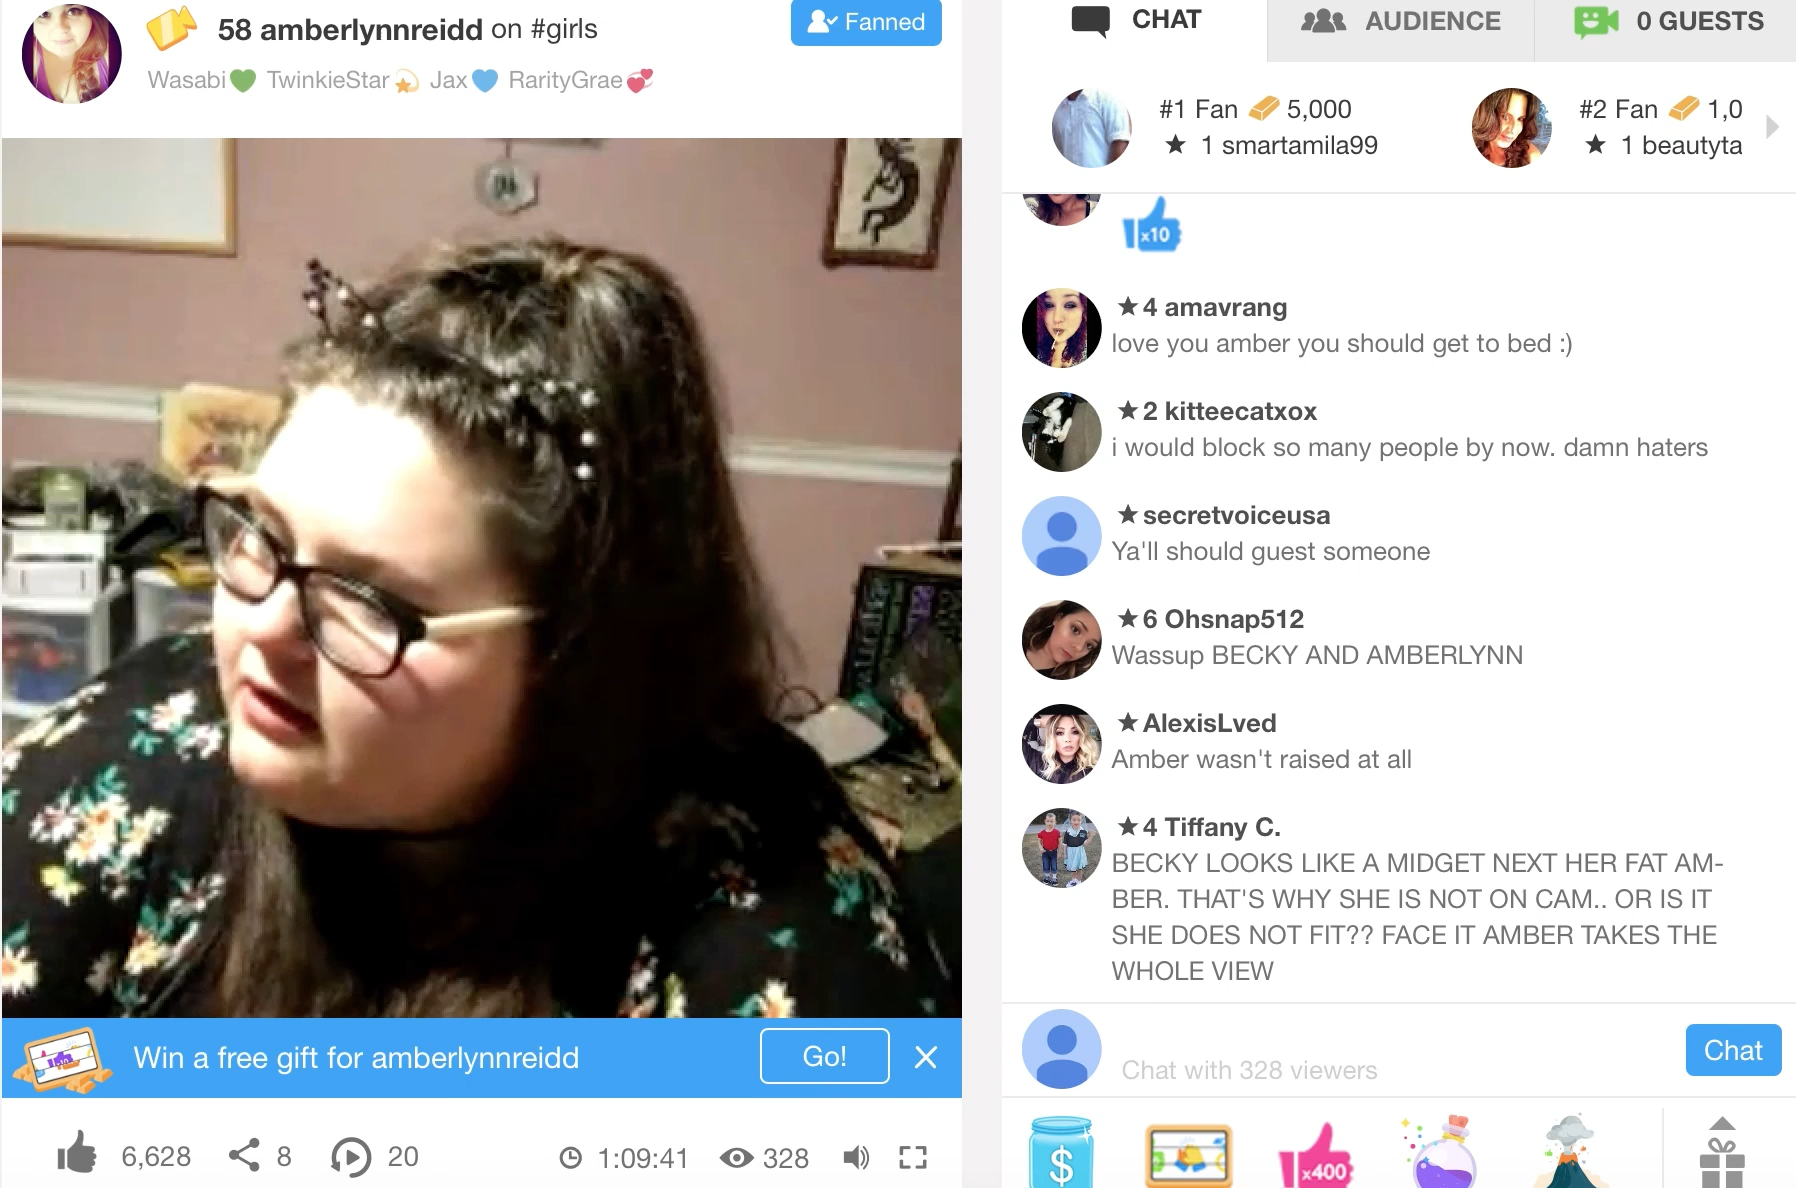 58 amberlynnreidd on #girls
Fanned
Wasabi💚 TwinkieStar💫 Jax💙 RarityGrae💞
CHAT
AUDIENCE
0 GUESTS
#1 Fan 5,000
★ 1 smartamila99
#2 Fan 1,0
★ 1 beautyta
x10
★4 amavrang
love you amber you should get to bed :)
★2 kitteecatxox
i would block so many people by now. damn haters
★secretvoiceusa
Ya'll should guest someone
★6 Ohsnap512
Wassup BECKY AND AMBERLYNN
★AlexisLved
Amber wasn't raised at all
★4 Tiffany C.
BECKY LOOKS LIKE A MIDGET NEXT HER FAT AM-
BER. THAT'S WHY SHE IS NOT ON CAM.. OR IS IT
SHE DOES NOT FIT?? FACE IT AMBER TAKES THE
WHOLE VIEW
Win a free gift for amberlynnreidd
Go!
Chat with 328 viewers
Chat
6,628
8
20
1:09:41
328
$
x400